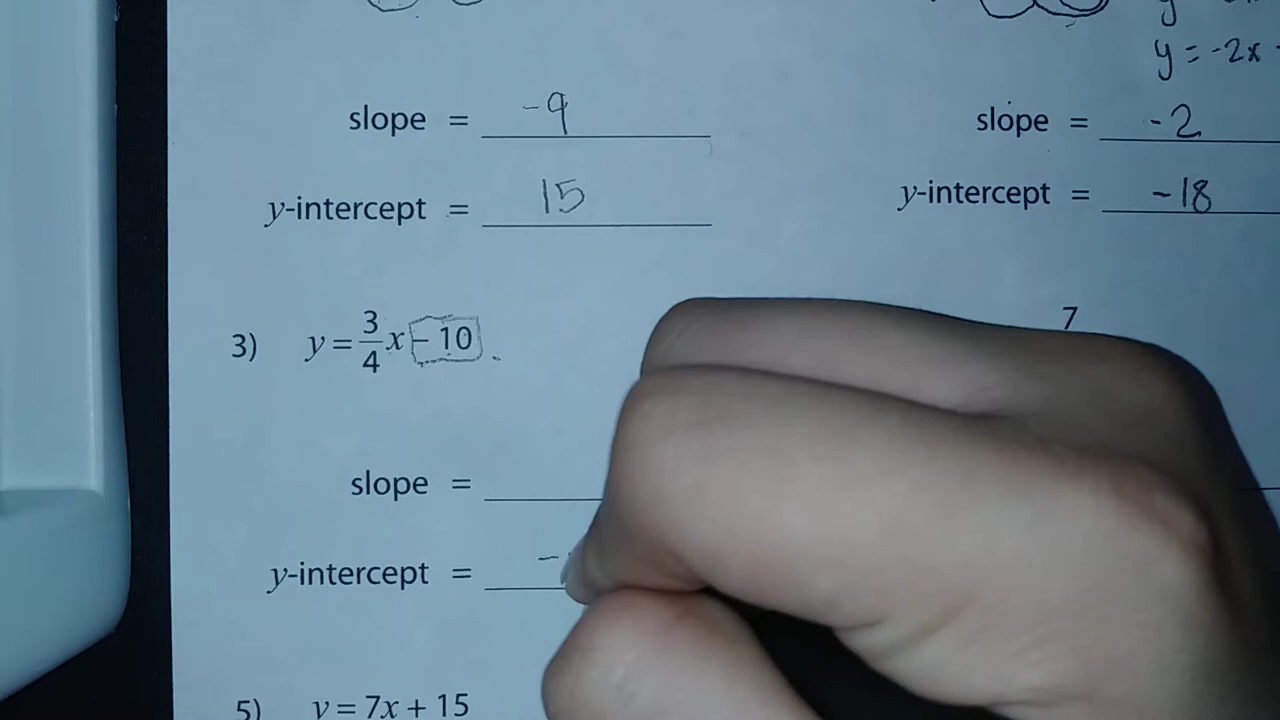 y = -2x
slope = -9
slope = -2
y-intercept = 15
y-intercept = -18
3) y = 3/4 x - 10
7
slope =
y-intercept = -
5) y = 7x + 15